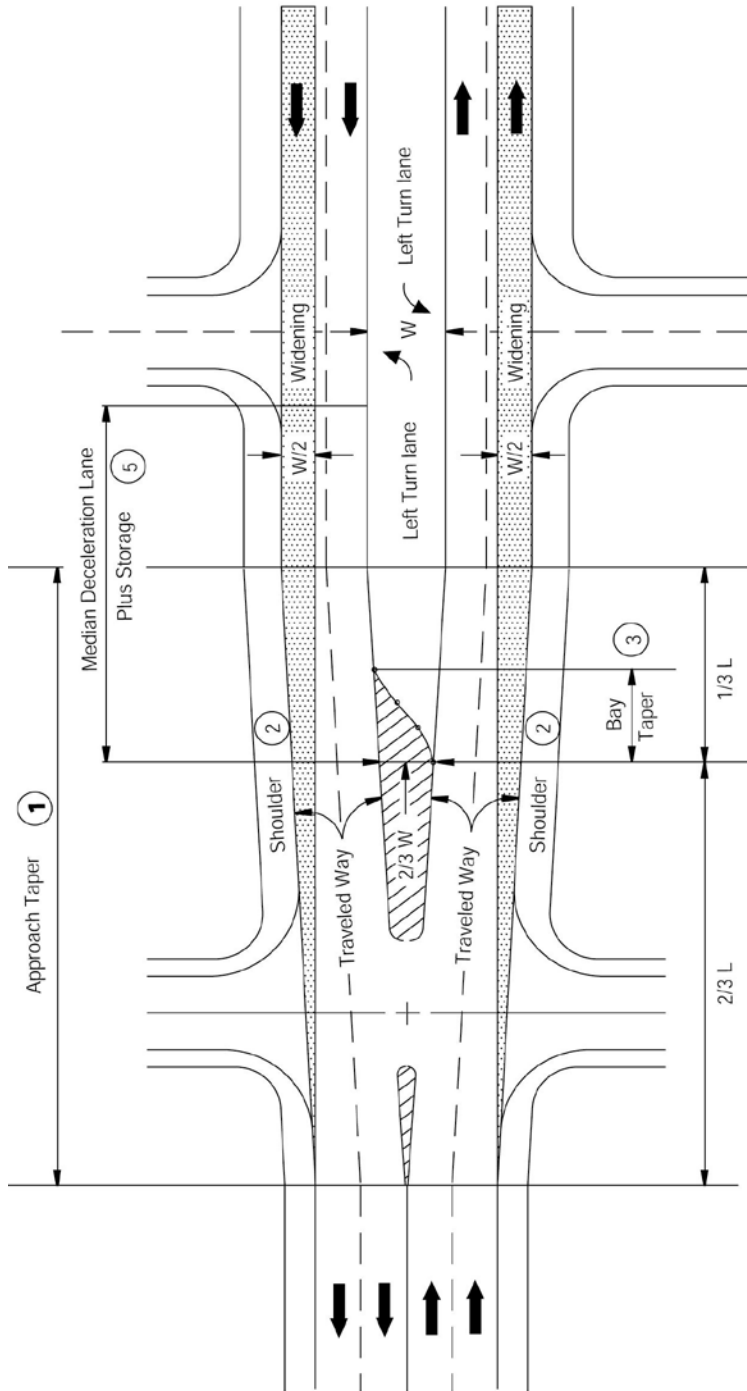 Approach Taper
1
Median Deceleration Lane
Plus Storage
5
Shoulder
2
W/2
Widening
Traveled Way
2/3 W
Left Turn lane
W
Left Turn lane
Traveled Way
Shoulder
2
W/2
Widening
Bay
Taper
3
2/3 L
1/3 L